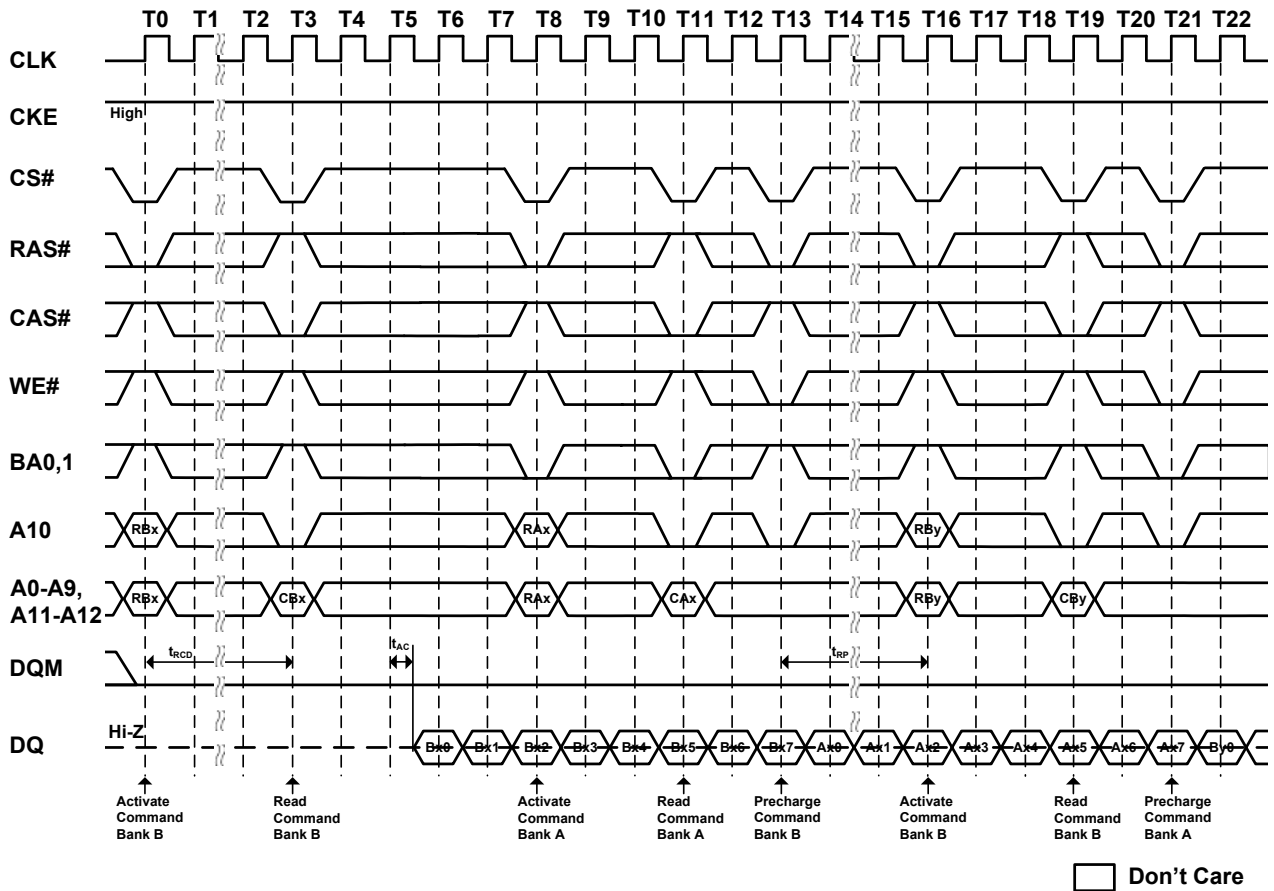 T0 T1 T2 T3 T4 T5 T6 T7 T8 T9 T10 T11 T12 T13 T14 T15 T16 T17 T18 T19 T20 T21 T22
CLK
CKE High
CS#
RAS#
CAS#
WE#
BA0,1
A10 RBx RAx RBy
A0-A9,
A11-A12 RBx CBx RAx CAx RBy CBy
DQM tRCD tAC tRP
DQ Hi-Z Bx0 Bx1 Bx2 Bx3 Bx4 Bx5 Bx6 Bx7 Ax0 Ax1 Ax2 Ax3 Ax4 Ax5 Ax6 Ax7 By0
Activate
Command
Bank B
Read
Command
Bank B
Activate
Command
Bank A
Read
Command
Bank A
Precharge
Command
Bank B
Activate
Command
Bank B
Read
Command
Bank B
Precharge
Command
Bank A
Don't Care